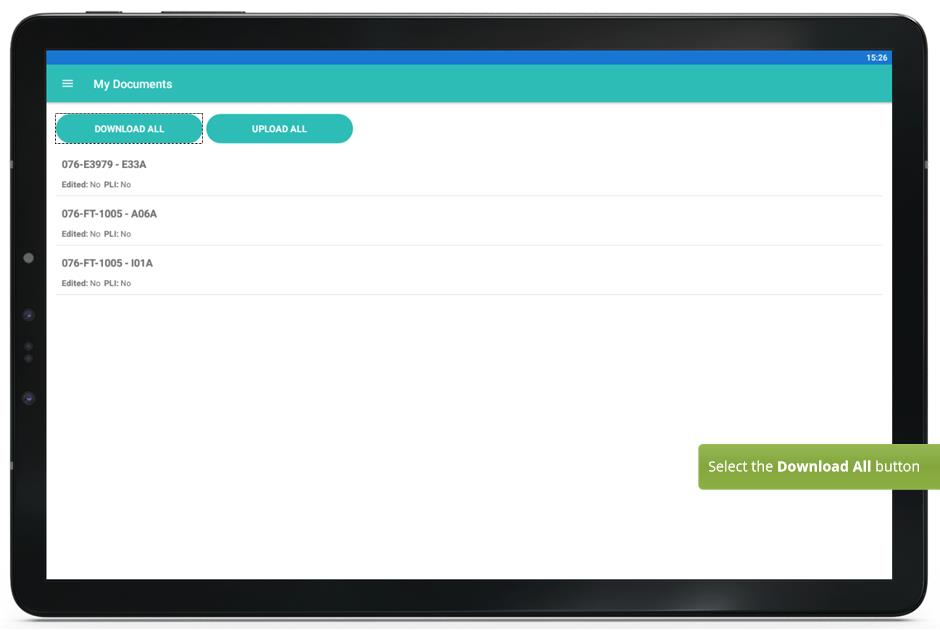 15:26
My Documents
DOWNLOAD ALL UPLOAD ALL
076-E3979 - E33A
Edited: No PLI: No
076-FT-1005 - A06A
Edited: No PLI: No
076-FT-1005 - I01A
Edited: No PLI: No
Select the Download All button